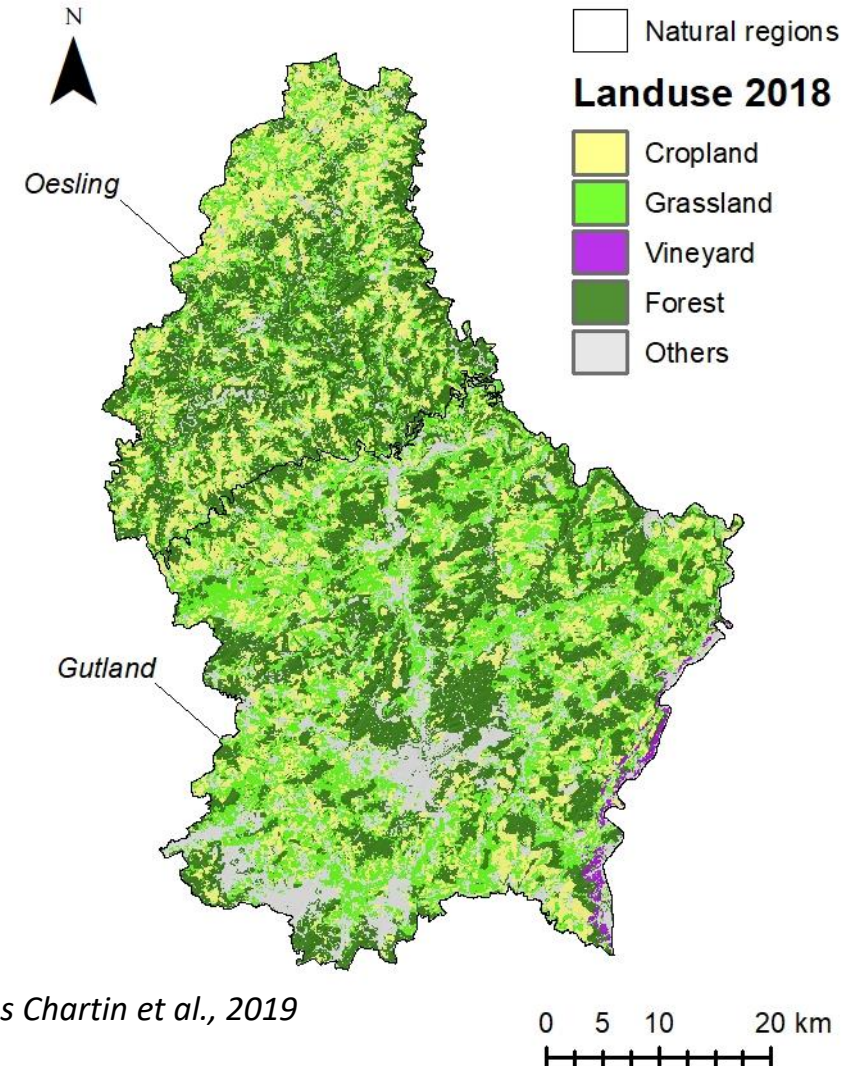 N
Natural regions
Landuse 2018
Cropland
Grassland
Vineyard
Forest
Others
Oesling
Gutland
s Chartin et al., 2019
0 5 10 20 km